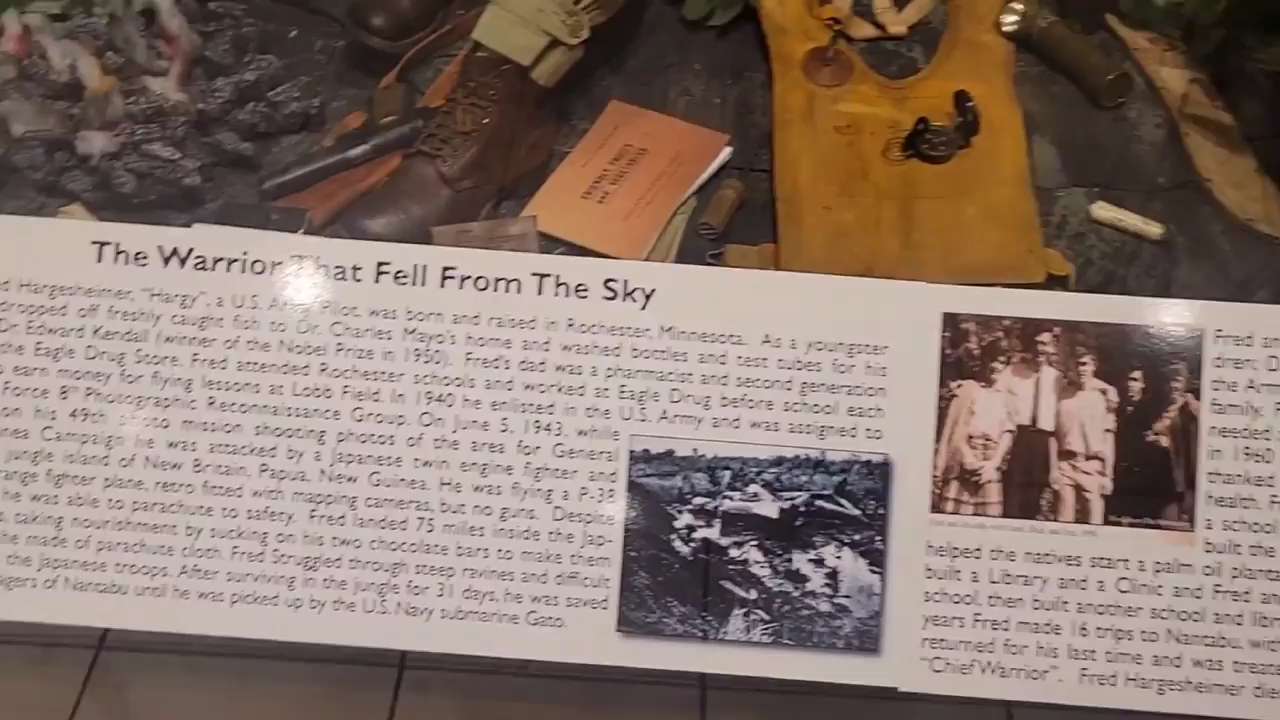 FRIENDLY FRUITS
AND VEGETABLES
The Warrior That Fell From The Sky
d Hargesheimer, "Hargy", a U.S. Army Pilot, was born and raised in Rochester, Minnesota. As a youngster
dropped off freshly caught fish to Dr. Charles Mayo's home and washed bottles and test tubes for his
Dr. Edward Kendall (winner of the Nobel Prize in 1950). Fred's dad was a pharmacist and second generation
the Eagle Drug Store. Fred attended Rochester schools and worked at Eagle Drug before school each
o earn money for flying lessons at Lobb Field. In 1940 he enlisted in the U.S. Army and was assigned to
Force 8th Photographic Reconnaissance Group. On June 5, 1943, while
on his 49th photo mission shooting photos of the area for General
inea Campaign he was attacked by a Japanese twin engine fighter and
jungle island of New Britain, Papua, New Guinea. He was flying a P-38
range fighter plane, retro fitted with mapping cameras, but no guns. Despite
he was able to parachute to safety. Fred landed 75 miles inside the Jap-
, taking nourishment by sucking on his two chocolate bars to make them
he made of parachute cloth. Fred Struggled through steep ravines and difficult
the Japanese troops. After surviving in the jungle for 31 days, he was saved
agers of Nantabu until he was picked up by the U.S. Navy submarine Gato.
Fred an
dren: D
the Arm
family. F
needed
in 1960
thanked
health. F
a school
built the
helped the natives start a palm oil planta
built a Library and a Clinic and Fred an
school, then built another school and libr
years Fred made 16 trips to Nantabu, with
returned for his last time and was treat
"Chief Warrior". Fred Hargesheimer die